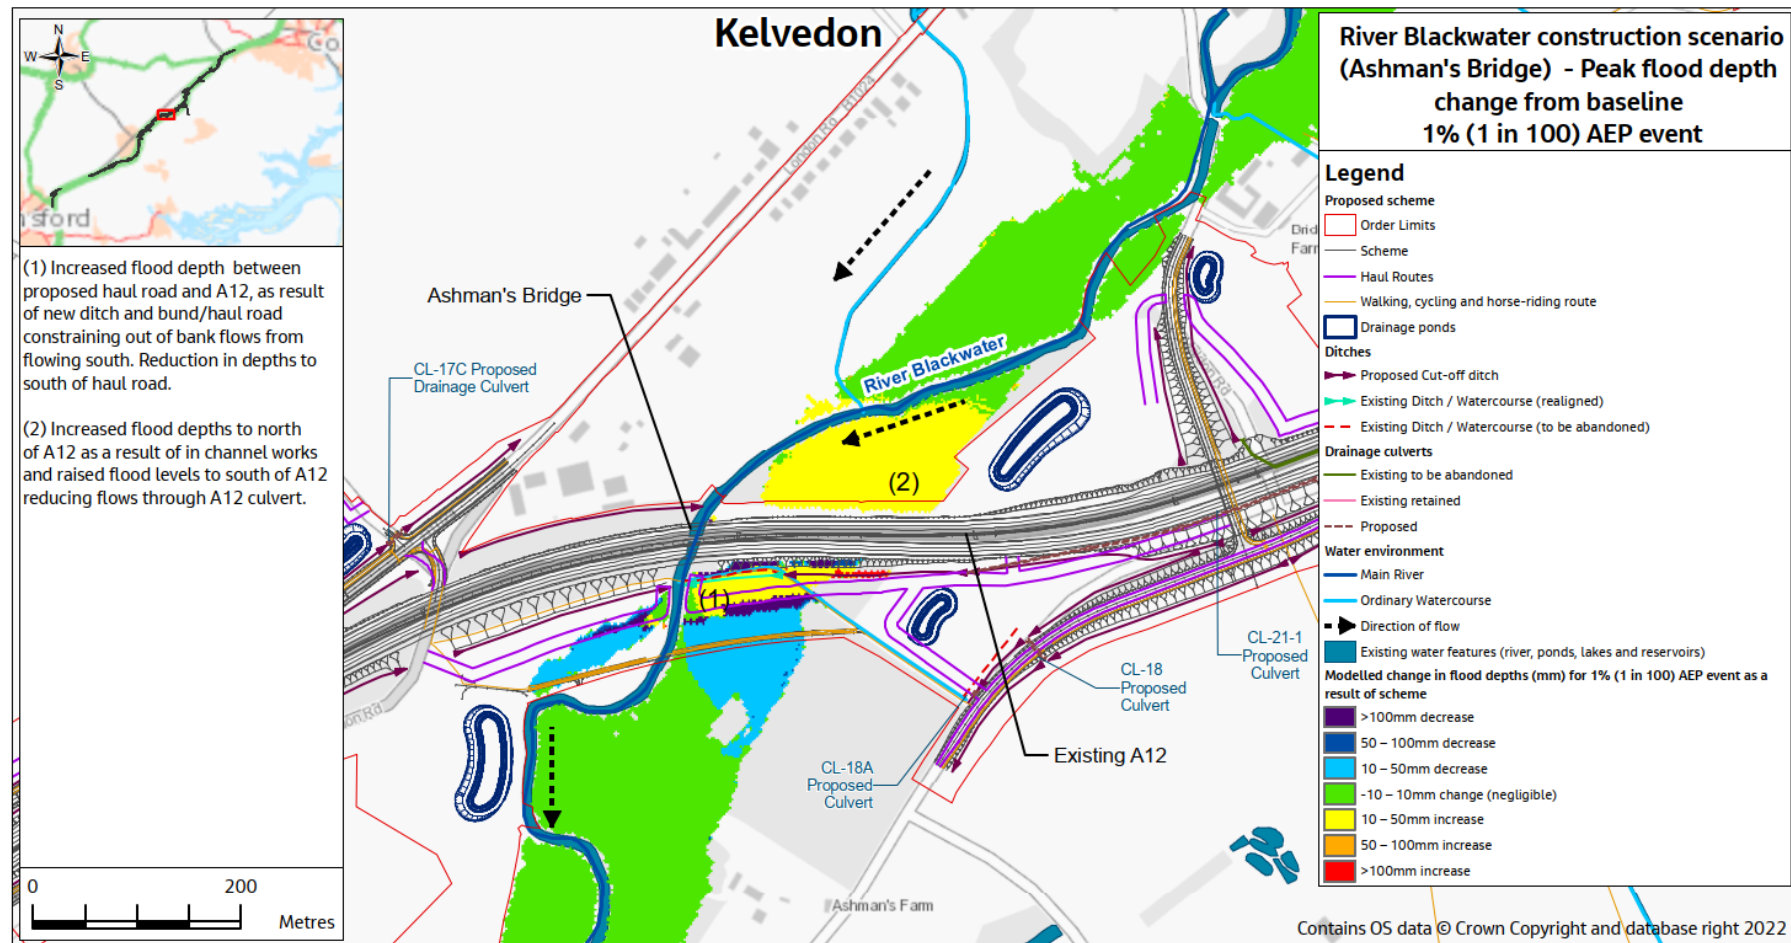 Kelvedon
River Blackwater construction scenario
(Ashman's Bridge) - Peak flood depth
change from baseline
1% (1 in 100) AEP event
N
W
E
S
Co
sford
(1) Increased flood depth between
proposed haul road and A12, as result
of new ditch and bund/haul road
constraining out of bank flows from
flowing south. Reduction in depths to
south of haul road.
(2) Increased flood depths to north
of A12 as a result of in channel works
and raised flood levels to south of A12
reducing flows through A12 culvert.
0
200
Metres
London Rd B1024
Ashman's Bridge
River Blackwater
CL-17C Proposed
Drainage Culvert
(2)
(1)
CL-21-1
Proposed
Culvert
CL-18
Proposed
Culvert
CL-18A
Proposed
Culvert
Existing A12
Ashman's Farm
Legend
Proposed scheme
Order Limits
Scheme
Haul Routes
Walking, cycling and horse-riding route
Drainage ponds
Ditches
Proposed Cut-off ditch
Existing Ditch / Watercourse (realigned)
Existing Ditch / Watercourse (to be abandoned)
Drainage culverts
Existing to be abandoned
Existing retained
Proposed
Water environment
Main River
Ordinary Watercourse
Direction of flow
Existing water features (river, ponds, lakes and reservoirs)
Modelled change in flood depths (mm) for 1% (1 in 100) AEP event as a
result of scheme
>100mm decrease
50 – 100mm decrease
10 – 50mm decrease
-10 – 10mm change (negligible)
10 – 50mm increase
50 – 100mm increase
>100mm increase
Contains OS data © Crown Copyright and database right 2022